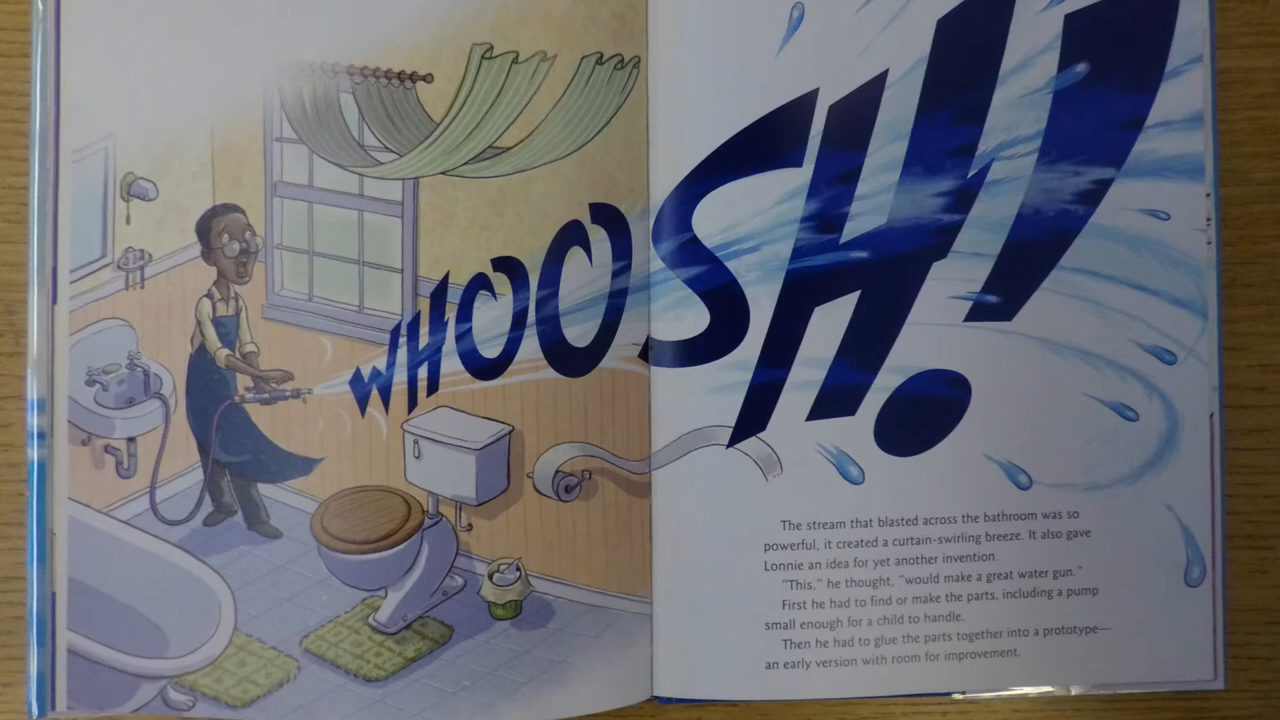 WHOOSH!!
The stream that blasted across the bathroom was so
powerful, it created a curtain-swirling breeze. It also gave
Lonnie an idea for yet another invention.
"This," he thought, "would make a great water gun."
First he had to find or make the parts, including a pump
small enough for a child to handle.
Then he had to glue the parts together into a prototype—
an early version with room for improvement.